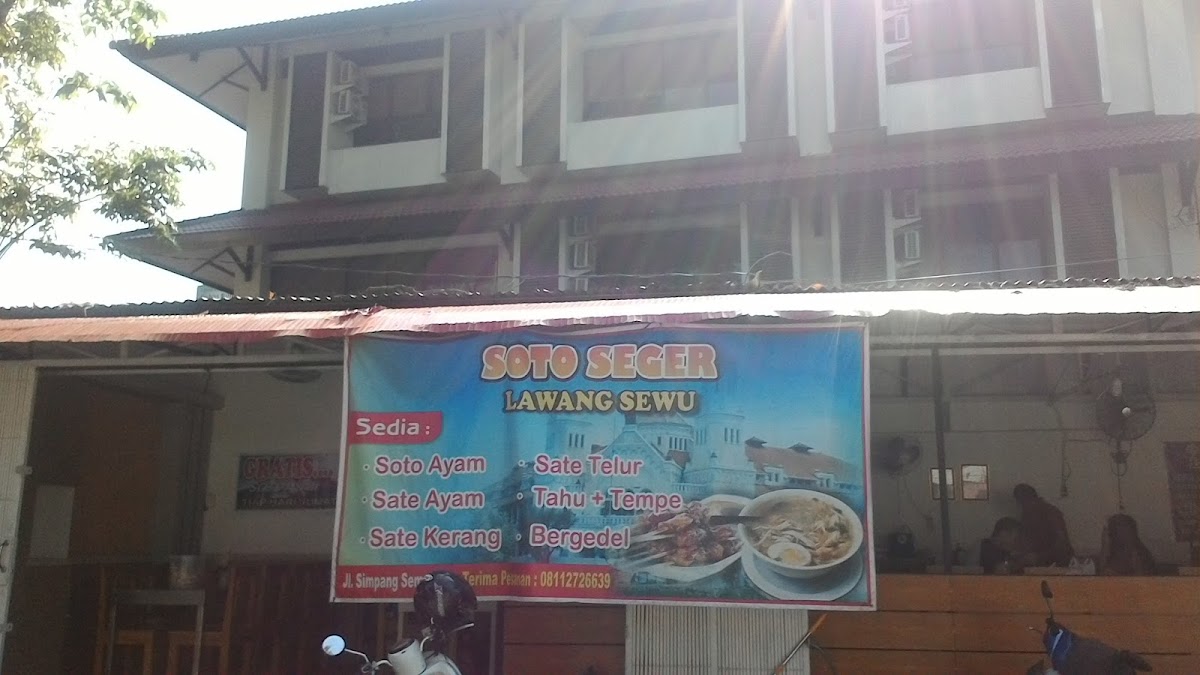 SOTO SEGER
LAWANG SEWU
Sedia :
· Soto Ayam
· Sate Ayam
· Sate Kerang
· Sate Telur
· Tahu + Tempe
· Bergedel
Jl. Simpang Terima Pesanan : 08112726639
GRATIS...